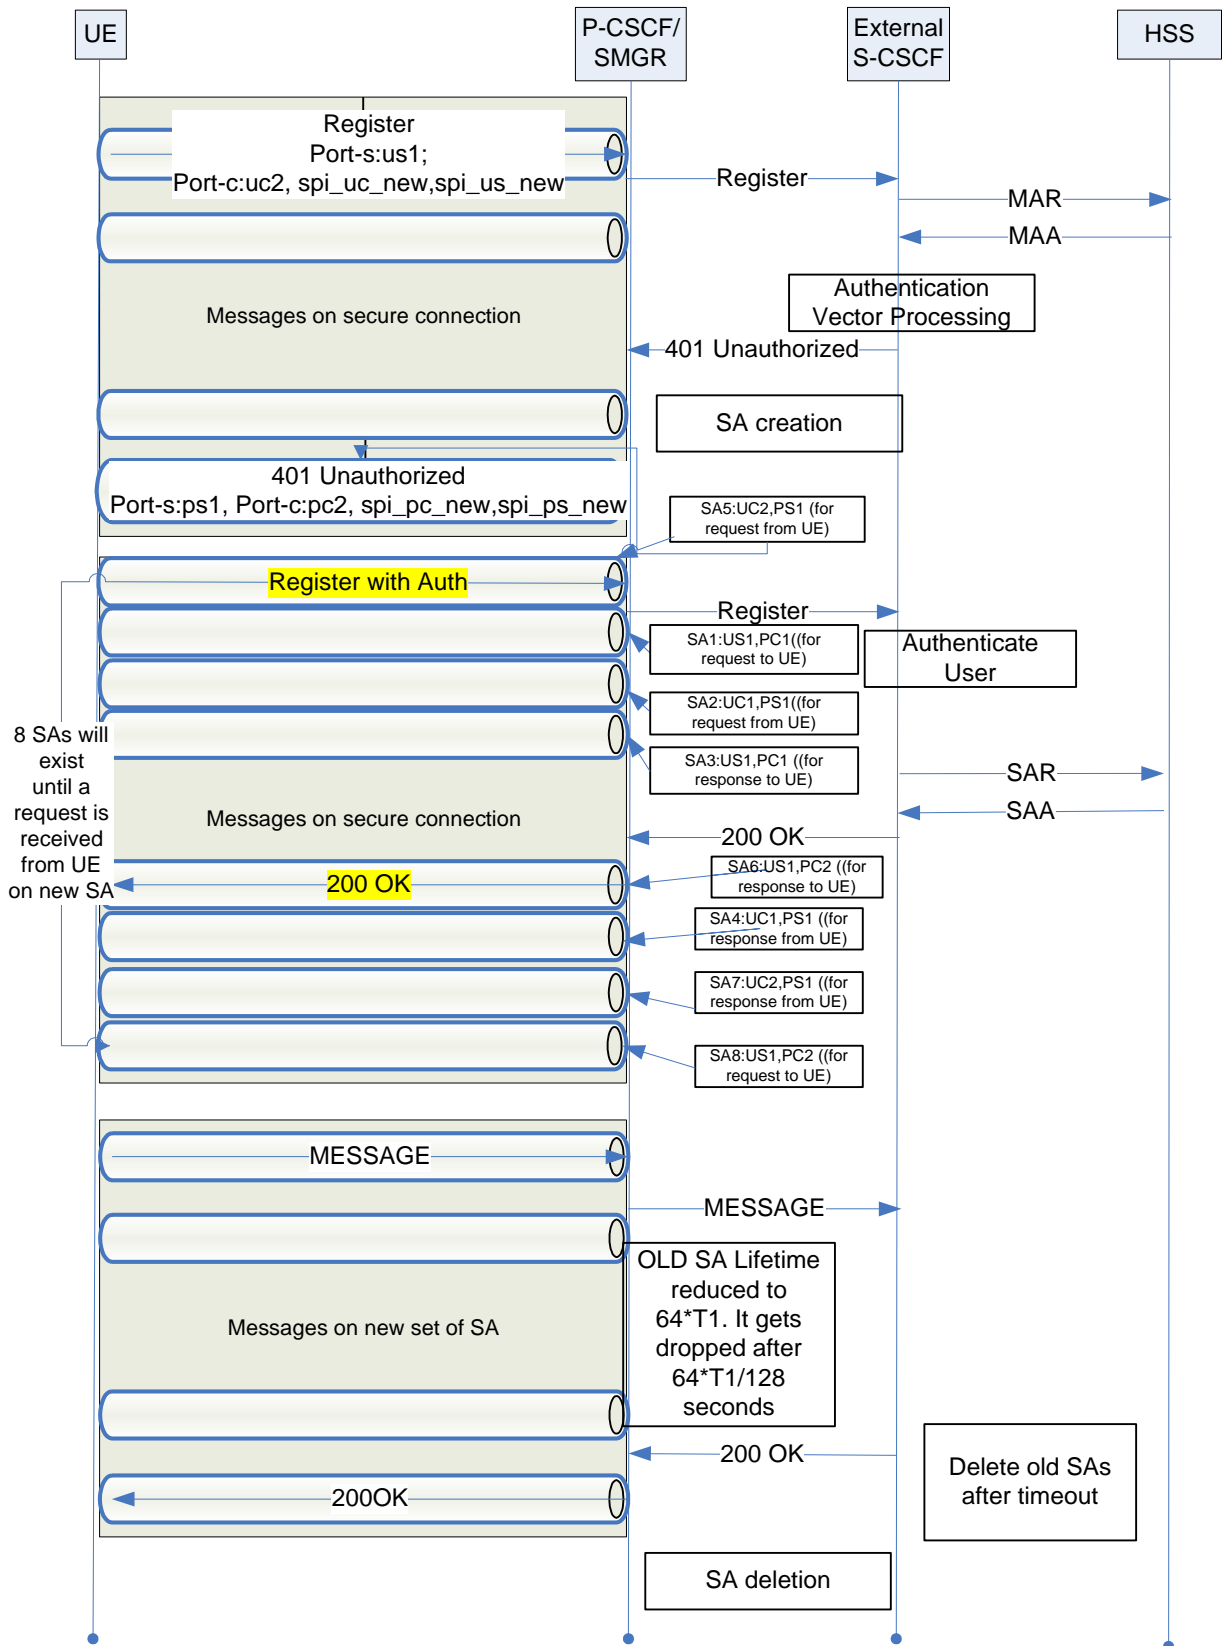 UE
P-CSCF/
SMGR
External
S-CSCF
HSS
Register
Port-s:us1;
Port-c:uc2, spi_uc_new,spi_us_new
Register
MAR
MAA
Messages on secure connection
Authentication
Vector Processing
401 Unauthorized
SA creation
401 Unauthorized
Port-s:ps1, Port-c:pc2, spi_pc_new,spi_ps_new
SA5:UC2,PS1 (for
request from UE)
Register with Auth
Register
SA1:US1,PC1((for
request to UE)
Authenticate
User
SA2:UC1,PS1((for
request from UE)
8 SAs will
exist
until a
request is
received
from UE
on new SA
SA3:US1,PC1 ((for
response to UE)
SAR
SAA
Messages on secure connection
200 OK
200 OK
SA6:US1,PC2 ((for
response to UE)
SA4:UC1,PS1 ((for
response from UE)
SA7:UC2,PS1 ((for
response from UE)
SA8:US1,PC2 ((for
request to UE)
MESSAGE
MESSAGE
OLD SA Lifetime
reduced to
64*T1. It gets
dropped after
64*T1/128
seconds
Messages on new set of SA
200 OK
Delete old SAs
after timeout
200OK
SA deletion